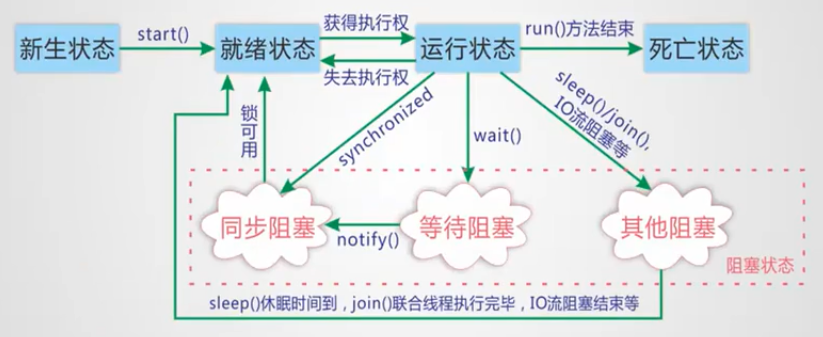 新生状态
start()
就绪状态
获得执行权
失去执行权
运行状态
run()方法结束
死亡状态
锁可用
synchronized
wait()
sleep()/join(),
IO流阻塞等
同步阻塞
notify()
等待阻塞
其他阻塞
阻塞状态
sleep()休眠时间到，join()联合线程执行完毕，IO流阻塞结束等